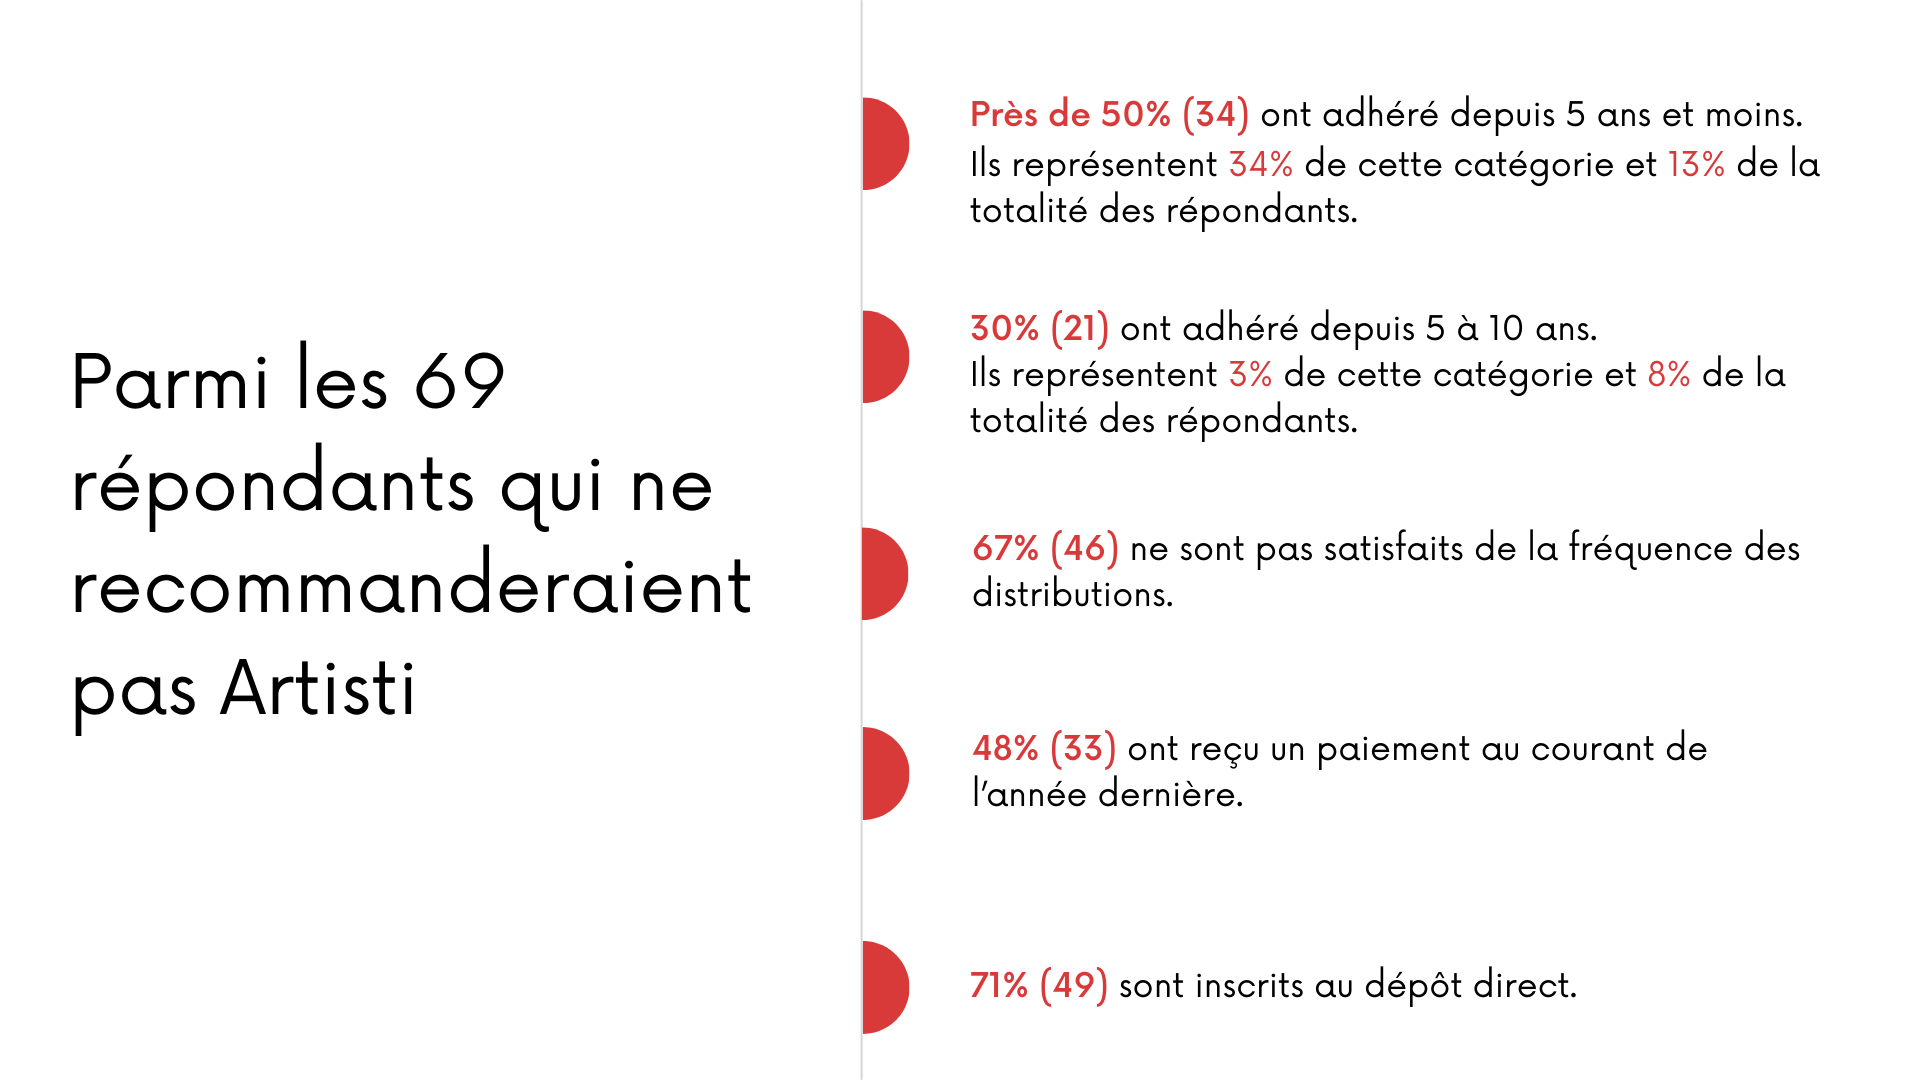 Parmi les 69
répondants qui ne
recommanderaient
pas Artisti
Près de 50% (34) ont adhéré depuis 5 ans et moins.
Ils représentent 34% de cette catégorie et 13% de la
totalité des répondants.
30% (21) ont adhéré depuis 5 à 10 ans.
Ils représentent 3% de cette catégorie et 8% de la
totalité des répondants.
67% (46) ne sont pas satisfaits de la fréquence des
distributions.
48% (33) ont reçu un paiement au courant de
l’année dernière.
71% (49) sont inscrits au dépôt direct.